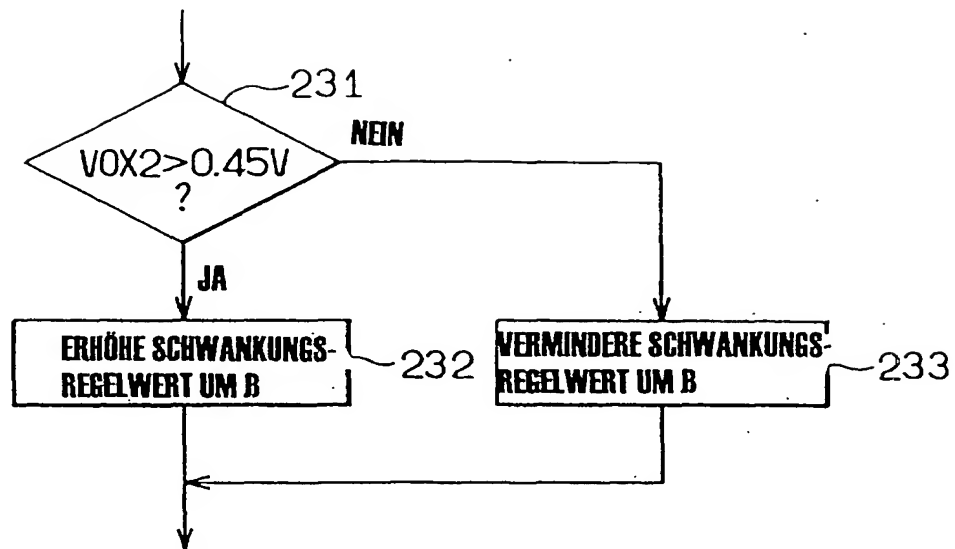 231
NEIN
VOX2>0.45V
?
JA
ERHÖHE SCHWANKUNGS-
REGELWERT UM B
232
VERMINDERE SCHWANKUNGS-
REGELWERT UM B
233